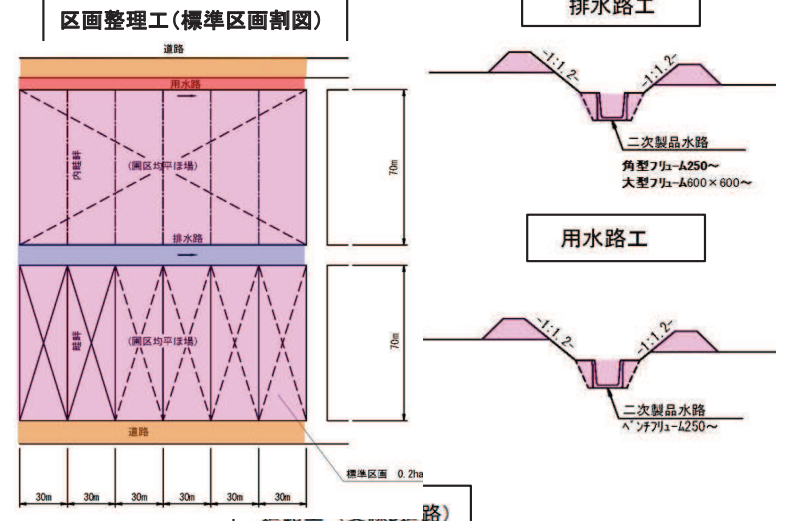 区画整理工(標準区画割図)
道路
用水路
内畦畔
(圃区均平ほ場)
70m
排水路
畦畔
(圃区均平ほ場)
70m
道路
標準区画 0.2ha
30m 30m 30m 30m 30m 30m
排水路工
-1:1.2-
-1:1.2-
二次製品水路
角型フリューム250~
大型フリューム600×600~
用水路工
-1:1.2-
-1:1.2-
二次製品水路
ベンチフリューム250~
路)